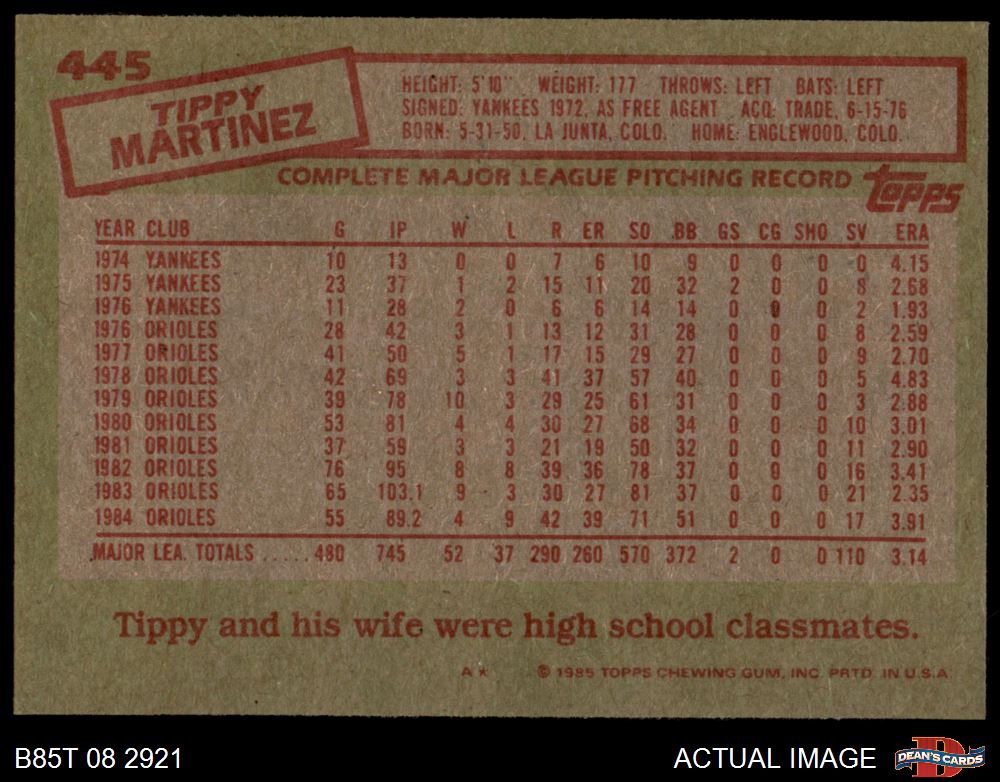 445
TIPPY
MARTINEZ
HEIGHT: 5'10" WEIGHT: 177 THROWS: LEFT BATS: LEFT
SIGNED: YANKEES 1972, AS FREE AGENT ACQ: TRADE, 6-15-76
BORN: 5-31-50, LA JUNTA, COLO. HOME: ENGLEWOOD, COLO.
COMPLETE MAJOR LEAGUE PITCHING RECORD topps
YEAR CLUB G IP W L R ER SO BB GS CG SHO SV ERA
1974 YANKEES 10 13 0 0 7 6 10 9 0 0 0 0 4.15
1975 YANKEES 23 37 1 2 15 11 20 32 2 0 0 8 2.68
1976 YANKEES 11 28 2 0 6 6 14 14 0 0 0 2 1.93
1976 ORIOLES 28 42 3 1 13 12 31 28 0 0 0 8 2.59
1977 ORIOLES 41 50 5 1 17 15 29 27 0 0 0 9 2.70
1978 ORIOLES 42 69 3 3 41 37 57 40 0 0 0 5 4.83
1979 ORIOLES 39 78 10 3 29 25 61 31 0 0 0 3 2.88
1980 ORIOLES 53 81 4 4 30 27 68 34 0 0 0 10 3.01
1981 ORIOLES 37 59 3 3 21 19 50 32 0 0 0 11 2.90
1982 ORIOLES 76 95 8 8 39 36 78 37 0 0 0 16 3.41
1983 ORIOLES 65 103.1 9 3 30 27 81 37 0 0 0 21 2.35
1984 ORIOLES 55 89.2 4 9 42 39 71 51 0 0 0 17 3.91
MAJOR LEA. TOTALS ..... 480 745 52 37 290 260 570 372 2 0 0 110 3.14
Tippy and his wife were high school classmates.
A★ © 1985 TOPPS CHEWING GUM, INC. PRTD. IN U.S.A.
B85T 08 2921 ACTUAL IMAGE D DEAN'S CARDS